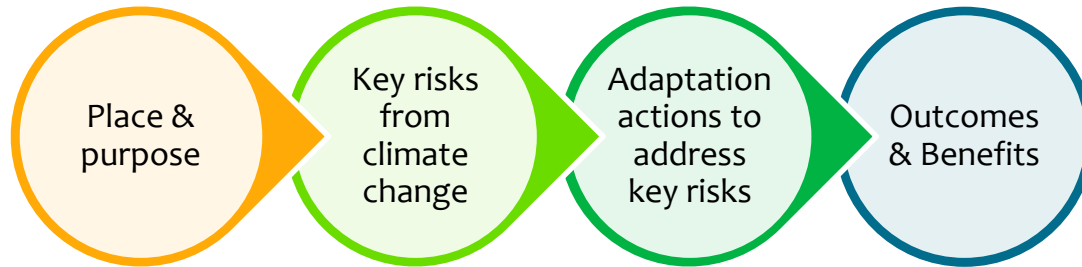 Place &
purpose
Key risks
from
climate
change
Adaptation
actions to
address
key risks
Outcomes
& Benefits